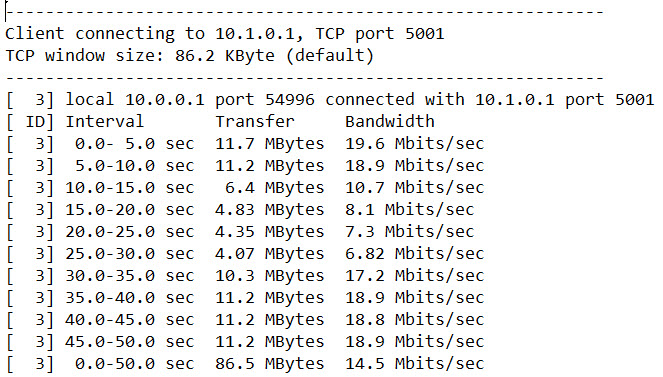 ------------------------------------------------------------
Client connecting to 10.1.0.1, TCP port 5001
TCP window size: 86.2 KByte (default)
------------------------------------------------------------
[  3] local 10.0.0.1 port 54996 connected with 10.1.0.1 port 5001
[ ID] Interval       Transfer     Bandwidth
[  3]  0.0- 5.0 sec  11.7 MBytes  19.6 Mbits/sec
[  3]  5.0-10.0 sec  11.2 MBytes  18.9 Mbits/sec
[  3] 10.0-15.0 sec   6.4 MBytes  10.7 Mbits/sec
[  3] 15.0-20.0 sec  4.83 MBytes  8.1 Mbits/sec
[  3] 20.0-25.0 sec  4.35 MBytes  7.3 Mbits/sec
[  3] 25.0-30.0 sec  4.07 MBytes  6.82 Mbits/sec
[  3] 30.0-35.0 sec  10.3 MBytes  17.2 Mbits/sec
[  3] 35.0-40.0 sec  11.2 MBytes  18.9 Mbits/sec
[  3] 40.0-45.0 sec  11.2 MBytes  18.8 Mbits/sec
[  3] 45.0-50.0 sec  11.2 MBytes  18.9 Mbits/sec
[  3]  0.0-50.0 sec  86.5 MBytes  14.5 Mbits/sec